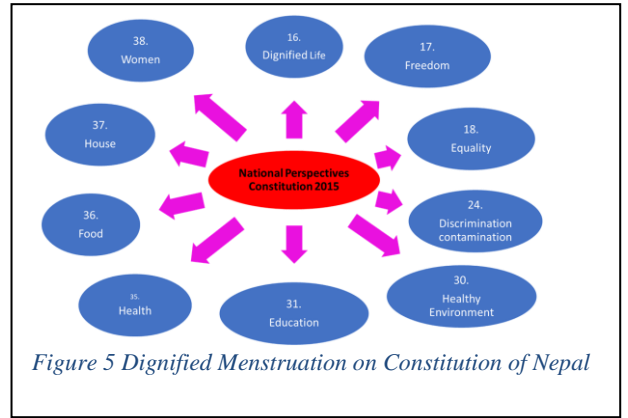 38.
Women
16.
Dignified Life
17.
Freedom
37.
House
National Perspectives
Constitution 2015
18.
Equality
36.
Food
24.
Discrimination
contamination
35.
Health
31.
Education
30.
Healthy
Environment
Figure 5 Dignified Menstruation on Constitution of Nepal